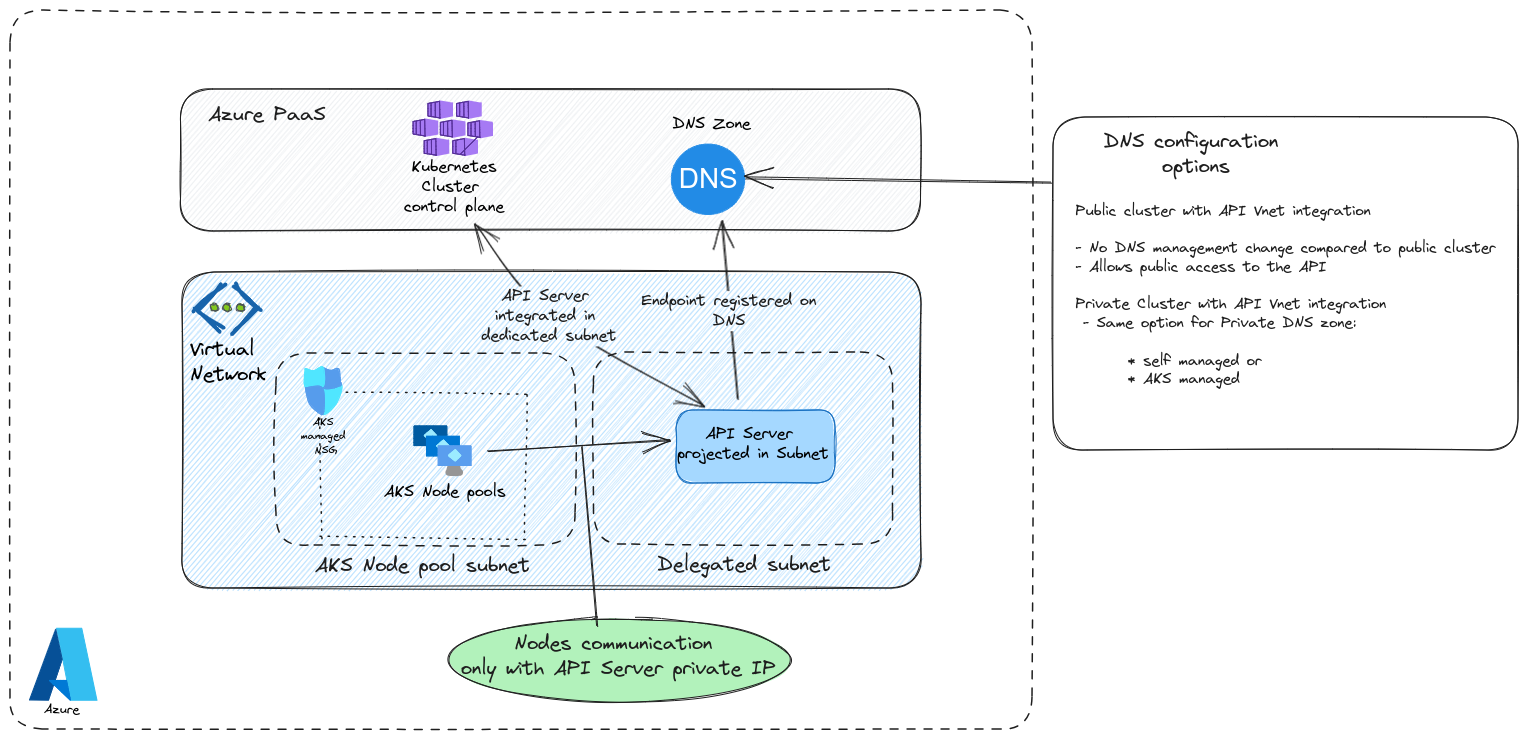 Azure PaaS
Kubernetes
Cluster
control plane
DNS Zone
DNS
DNS configuration
options
Public cluster with API Vnet integration
- No DNS management change compared to public cluster
- Allows public access to the API
Private Cluster with API Vnet integration
- Same option for Private DNS zone:
* self managed or
* AKS managed
Virtual
Network
API Server
integrated in
dedicated subnet
Endpoint registered on
DNS
AKS
managed
NSG
AKS Node pools
API Server
projected in Subnet
AKS Node pool subnet
Delegated subnet
Nodes communication
only with API Server private IP
Azure